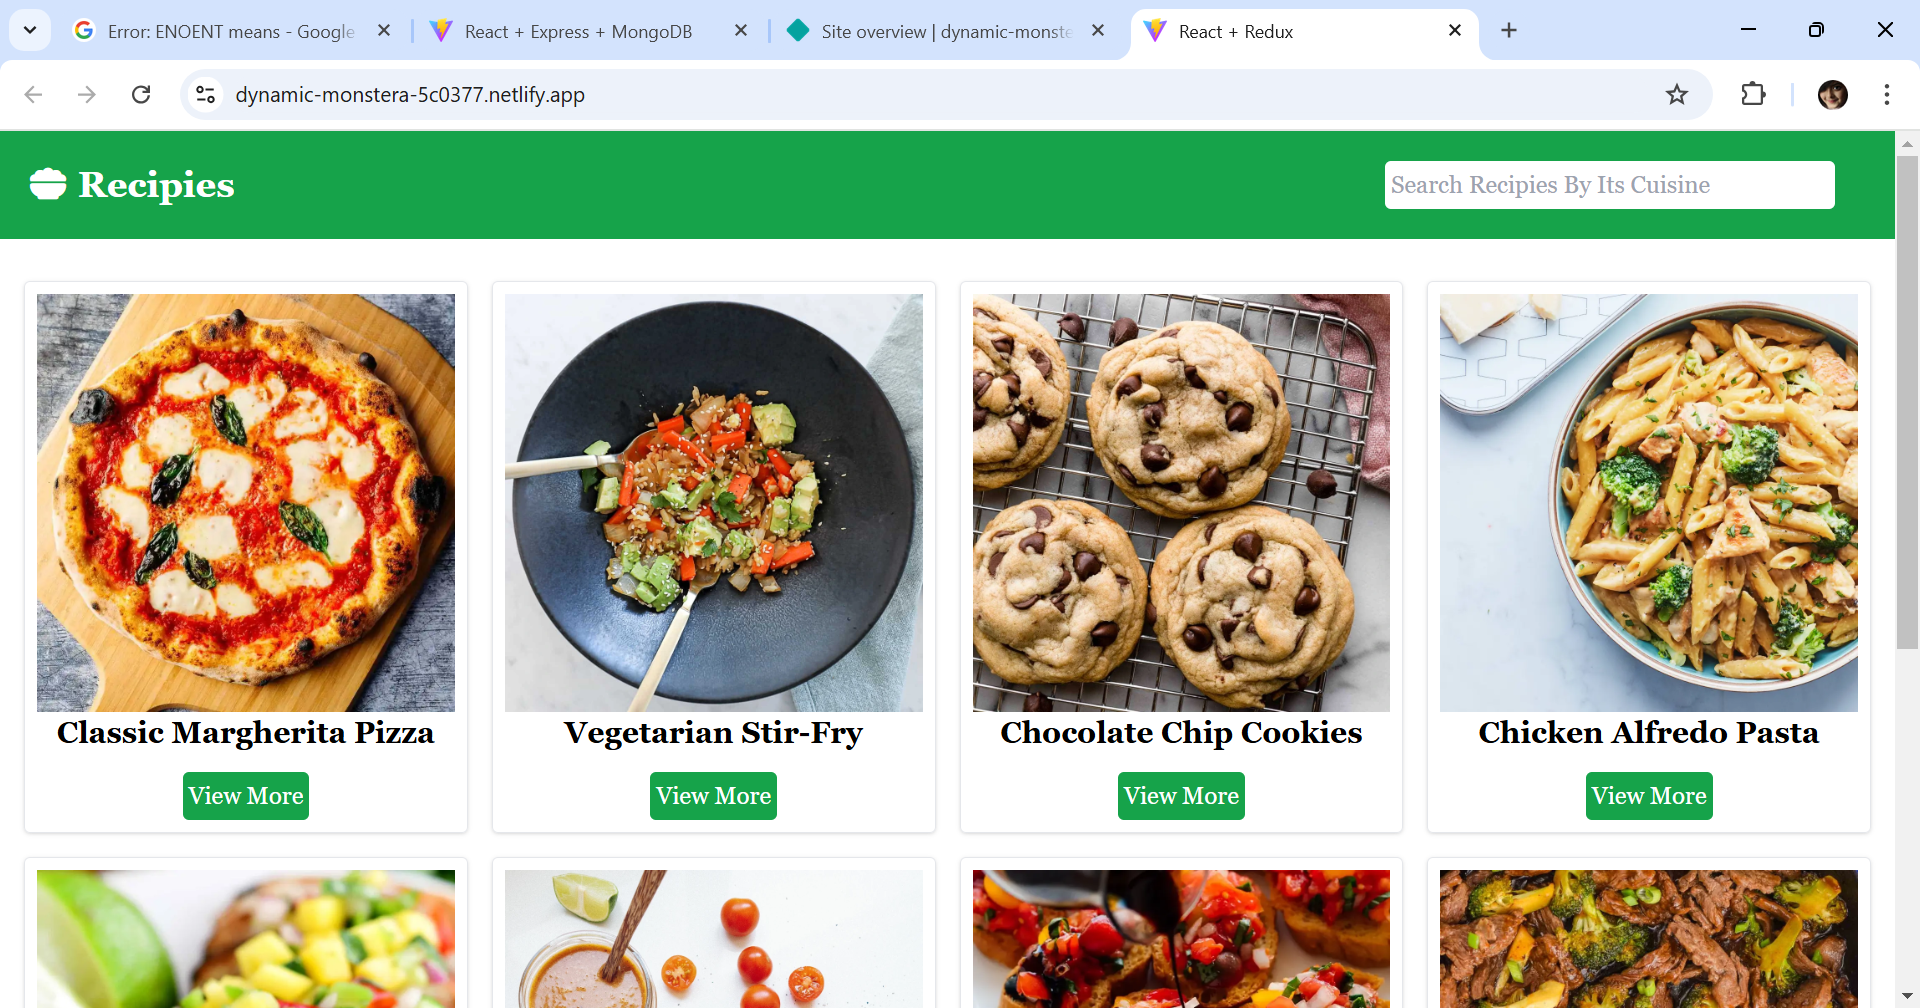 Error: ENOENT means - Google
React + Express + MongoDB
Site overview | dynamic-monste
React + Redux
dynamic-monstera-5c0377.netlify.app
Recipies
Search Recipies By Its Cuisine
Classic Margherita Pizza
Vegetarian Stir-Fry
Chocolate Chip Cookies
Chicken Alfredo Pasta
View More
View More
View More
View More